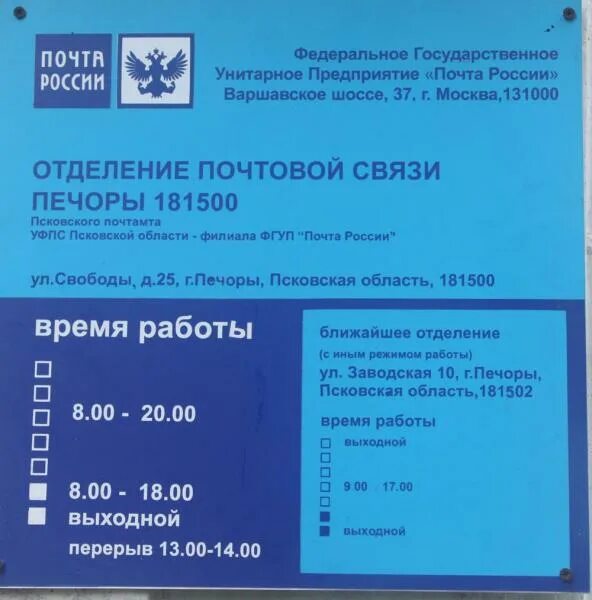 ПОЧТА
РОССИИ
Федеральное Государственное
Унитарное Предприятие «Почта России»
Варшавское шоссе, 37, г. Москва,131000
ОТДЕЛЕНИЕ ПОЧТОВОЙ СВЯЗИ
ПЕЧОРЫ 181500
Псковского почтамта
УФПС Псковской области - филиала ФГУП "Почта России"
ул.Свободы, д.25, г.Печоры, Псковская область, 181500
время работы
8.00 - 20.00
8.00 - 18.00
выходной
перерыв 13.00-14.00
ближайшее отделение
(с иным режимом работы)
ул. Заводская 10, г.Печоры,
Псковская область,181502
время работы
выходной
9 00 17.00
выходной